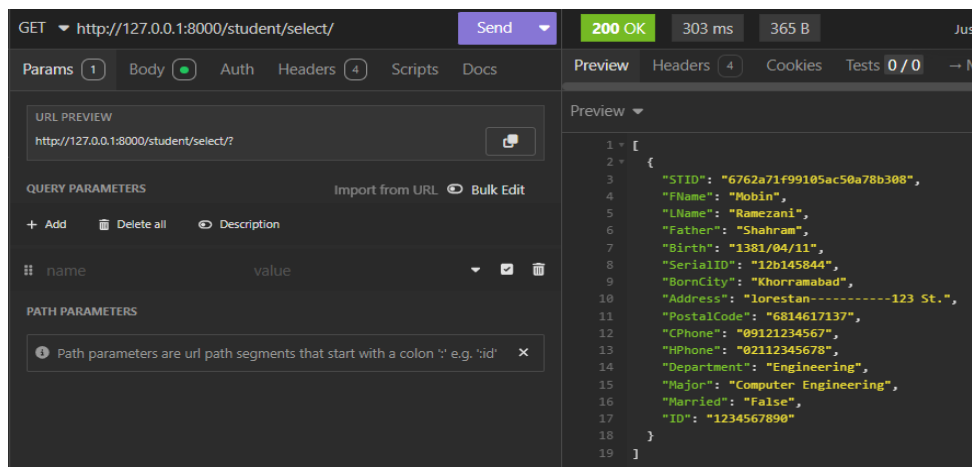 GET http://127.0.0.1:8000/student/select/ Send
Params 1 Body Auth Headers 4 Scripts Docs
URL PREVIEW
http://127.0.0.1:8000/student/select/?
QUERY PARAMETERS Import from URL Bulk Edit
+ Add Delete all Description
name value
PATH PARAMETERS
Path parameters are url path segments that start with a colon ':' e.g. ':id' ×
200 OK 303 ms 365 B Jus
Preview Headers 4 Cookies Tests 0 / 0 → M
Preview
1 [
2 {
3 "STID": "6762a71f99105ac50a78b308",
4 "FName": "Mobin",
5 "LName": "Ramezani",
6 "Father": "Shahram",
7 "Birth": "1381/04/11",
8 "SerialID": "12b145844",
9 "BornCity": "Khorramabad",
10 "Address": "lorestan-----------123 St.",
11 "PostalCode": "6814617137",
12 "CPhone": "09121234567",
13 "HPhone": "02112345678",
14 "Department": "Engineering",
15 "Major": "Computer Engineering",
16 "Married": "False",
17 "ID": "1234567890"
18 }
19 ]